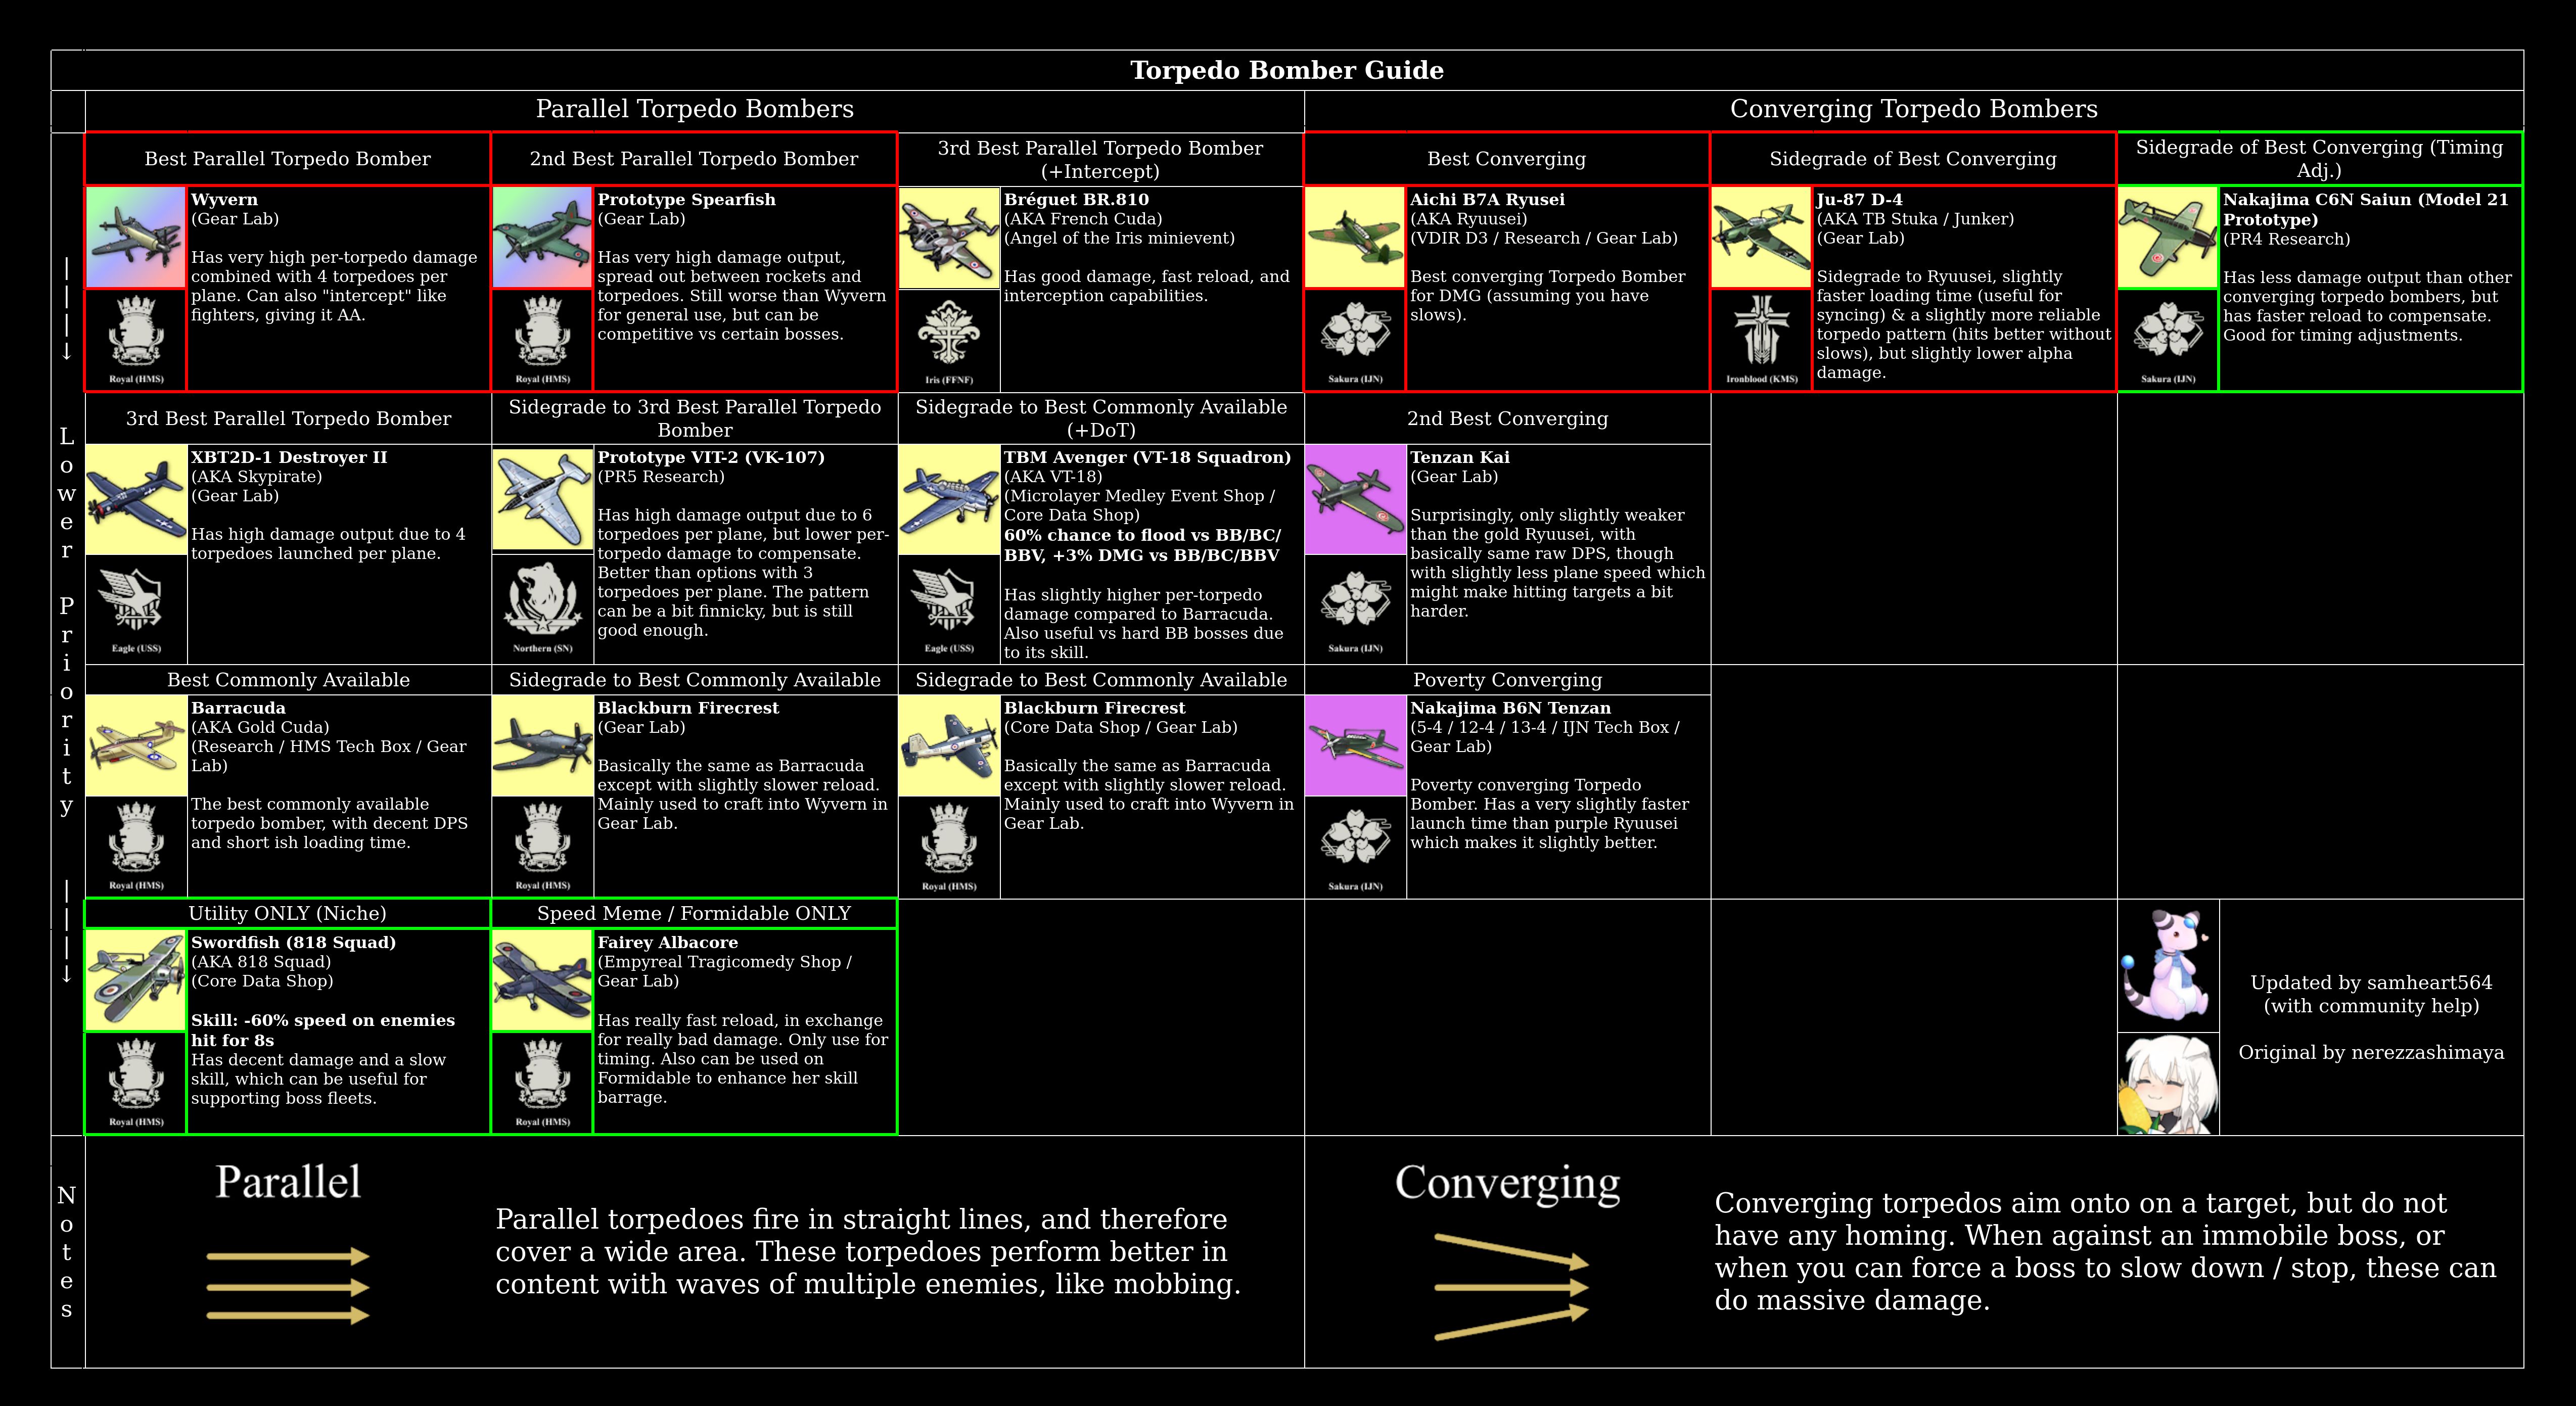 Torpedo Bomber Guide
Parallel Torpedo Bombers
Converging Torpedo Bombers
|
|
|
↓
Lower Priority
|
|
|
↓
Best Parallel Torpedo Bomber
Wyvern
(Gear Lab)
Has very high per-torpedo damage
combined with 4 torpedoes per
plane. Can also "intercept" like
fighters, giving it AA.
Royal (HMS)
2nd Best Parallel Torpedo Bomber
Prototype Spearfish
(Gear Lab)
Has very high damage output,
spread out between rockets and
torpedoes. Still worse than Wyvern
for general use, but can be
competitive vs certain bosses.
Royal (HMS)
3rd Best Parallel Torpedo Bomber
(+Intercept)
Bréguet BR.810
(AKA French Cuda)
(Angel of the Iris minievent)
Has good damage, fast reload, and
interception capabilities.
Iris (FFNF)
Best Converging
Aichi B7A Ryusei
(AKA Ryuusei)
(VDIR D3 / Research / Gear Lab)
Best converging Torpedo Bomber
for DMG (assuming you have
slows).
Sakura (IJN)
Sidegrade of Best Converging
Ju-87 D-4
(AKA TB Stuka / Junker)
(Gear Lab)
Sidegrade to Ryuusei, slightly
faster loading time (useful for
syncing) & a slightly more reliable
torpedo pattern (hits better without
slows), but slightly lower alpha
damage.
Ironblood (KMS)
Sidegrade of Best Converging (Timing
Adj.)
Nakajima C6N Saiun (Model 21
Prototype)
(PR4 Research)
Has less damage output than other
converging torpedo bombers, but
has faster reload to compensate.
Good for timing adjustments.
Sakura (IJN)
3rd Best Parallel Torpedo Bomber
XBT2D-1 Destroyer II
(AKA Skypirate)
(Gear Lab)
Has high damage output due to 4
torpedoes launched per plane.
Eagle (USS)
Sidegrade to 3rd Best Parallel Torpedo
Bomber
Prototype VIT-2 (VK-107)
(PR5 Research)
Has high damage output due to 6
torpedoes per plane, but lower per-
torpedo damage to compensate.
Better than options with 3
torpedoes per plane. The pattern
can be a bit finnicky, but is still
good enough.
Northern (SN)
Sidegrade to Best Commonly Available
(+DoT)
TBM Avenger (VT-18 Squadron)
(AKA VT-18)
(Microlayer Medley Event Shop /
Core Data Shop)
60% chance to flood vs BB/BC/
BBV, +3% DMG vs BB/BC/BBV
Has slightly higher per-torpedo
damage compared to Barracuda.
Also useful vs hard BB bosses due
to its skill.
Eagle (USS)
2nd Best Converging
Tenzan Kai
(Gear Lab)
Surprisingly, only slightly weaker
than the gold Ryuusei, with
basically same raw DPS, though
with slightly less plane speed which
might make hitting targets a bit
harder.
Sakura (IJN)
Best Commonly Available
Barracuda
(AKA Gold Cuda)
(Research / HMS Tech Box / Gear
Lab)
The best commonly available
torpedo bomber, with decent DPS
and short ish loading time.
Royal (HMS)
Sidegrade to Best Commonly Available
Blackburn Firecrest
(Gear Lab)
Basically the same as Barracuda
except with slightly slower reload.
Mainly used to craft into Wyvern in
Gear Lab.
Royal (HMS)
Sidegrade to Best Commonly Available
Blackburn Firecrest
(Core Data Shop / Gear Lab)
Basically the same as Barracuda
except with slightly slower reload.
Mainly used to craft into Wyvern in
Gear Lab.
Royal (HMS)
Poverty Converging
Nakajima B6N Tenzan
(5-4 / 12-4 / 13-4 / IJN Tech Box /
Gear Lab)
Poverty converging Torpedo
Bomber. Has a very slightly faster
launch time than purple Ryuusei
which makes it slightly better.
Sakura (IJN)
Utility ONLY (Niche)
Swordfish (818 Squad)
(AKA 818 Squad)
(Core Data Shop)
Skill: -60% speed on enemies
hit for 8s
Has decent damage and a slow
skill, which can be useful for
supporting boss fleets.
Royal (HMS)
Speed Meme / Formidable ONLY
Fairey Albacore
(Empyreal Tragicomedy Shop /
Gear Lab)
Has really fast reload, in exchange
for really bad damage. Only use for
timing. Also can be used on
Formidable to enhance her skill
barrage.
Royal (HMS)
Updated by samheart564
(with community help)
Original by nerezzashimaya
Notes
Parallel
Parallel torpedoes fire in straight lines, and therefore
cover a wide area. These torpedoes perform better in
content with waves of multiple enemies, like mobbing.
Converging
Converging torpedos aim onto on a target, but do not
have any homing. When against an immobile boss, or
when you can force a boss to slow down / stop, these can
do massive damage.